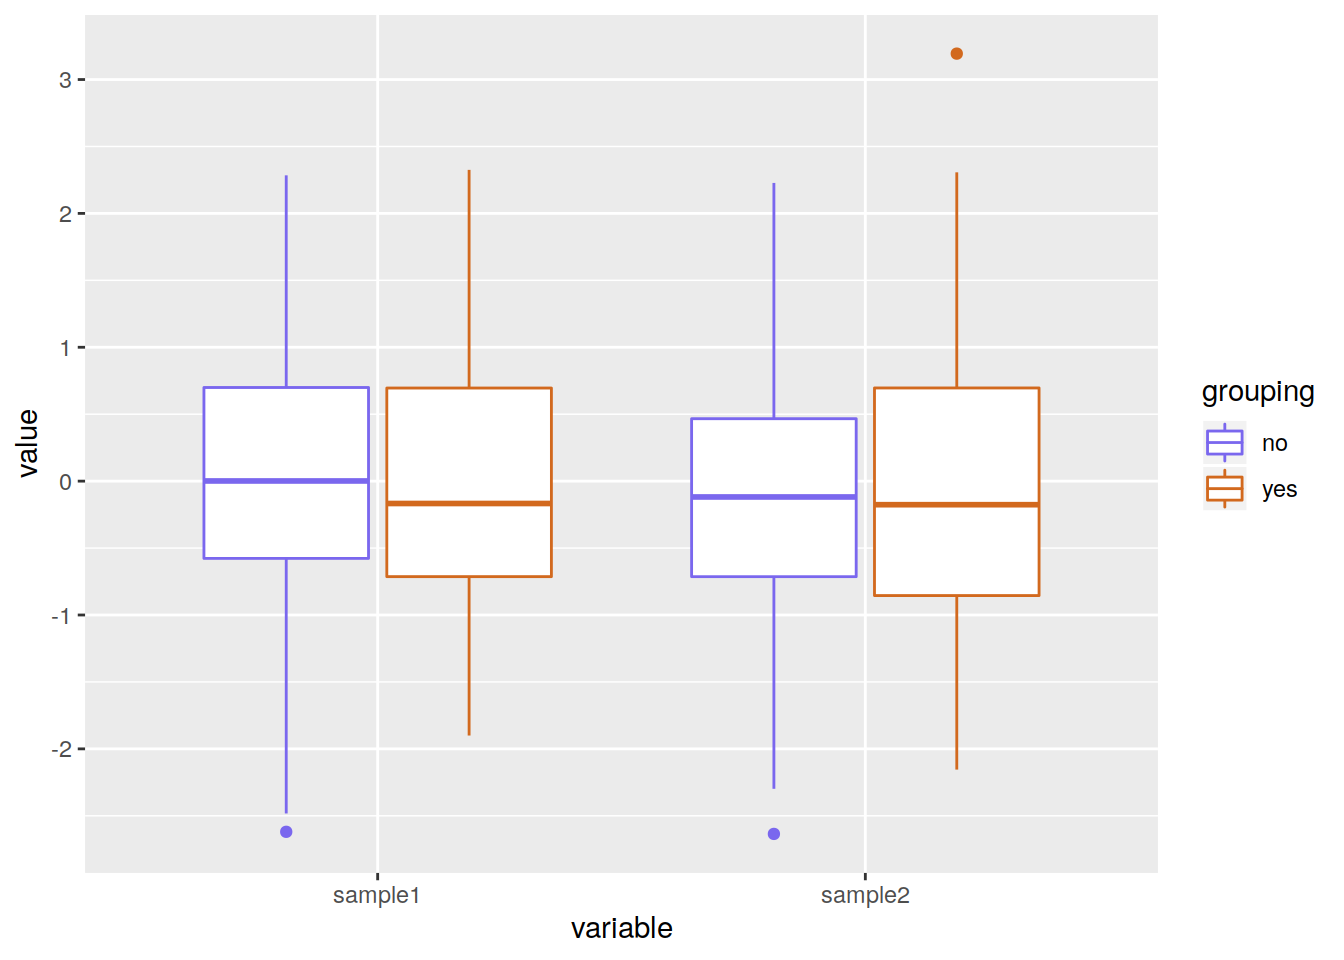 3
2
1
0
-1
-2
value
sample1
sample2
variable
grouping
no
yes